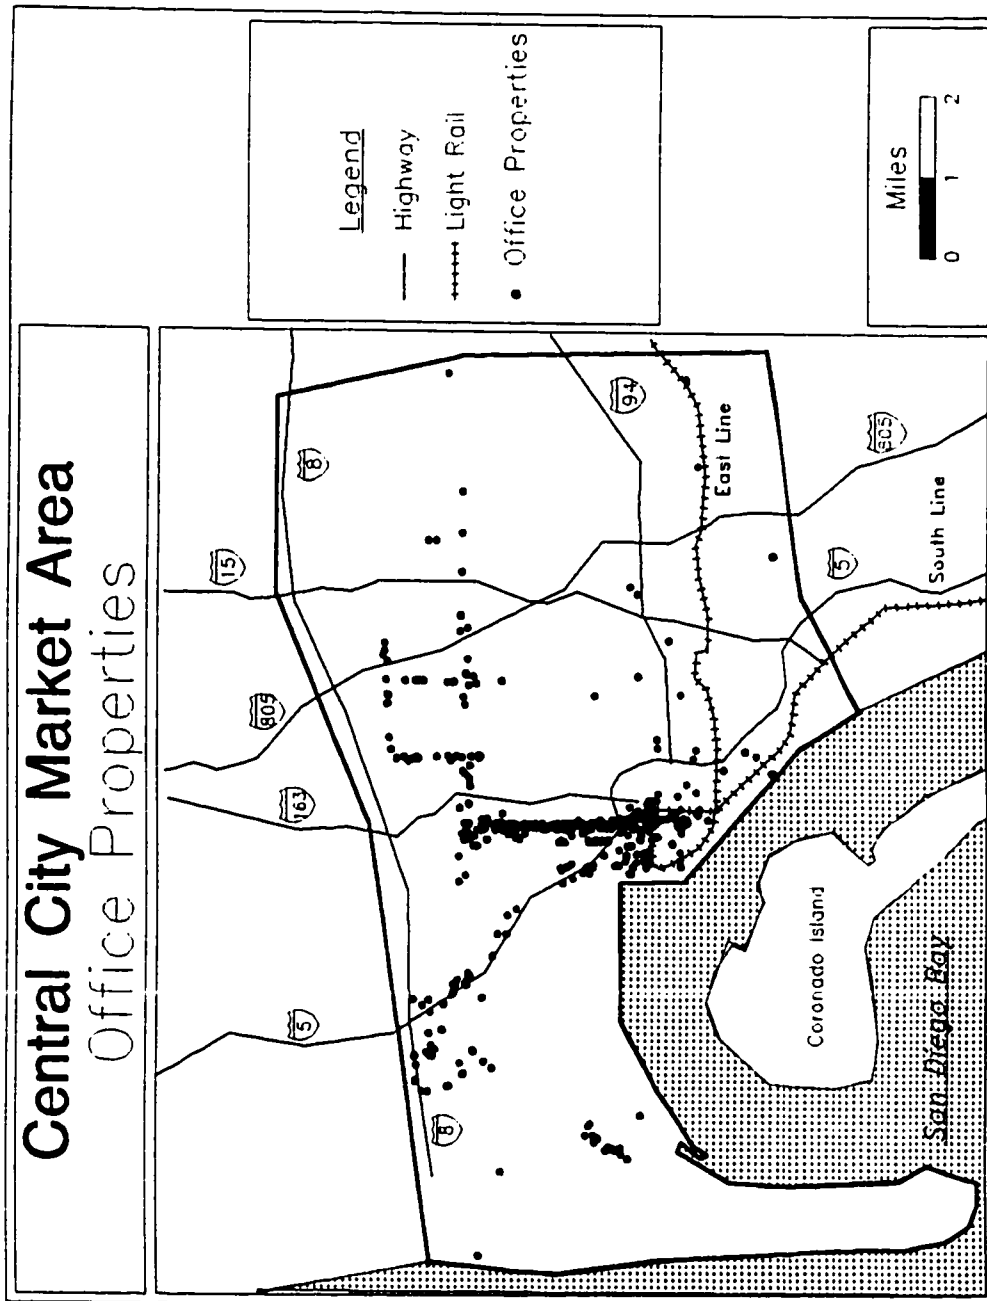 Central City Market Area
Office Properties
Legend
Highway
Light Rail
Office Properties
Miles
0 1 2
5
163
805
15
8
8
94
East Line
805
5
South Line
Coronado Island
San Diego Bay